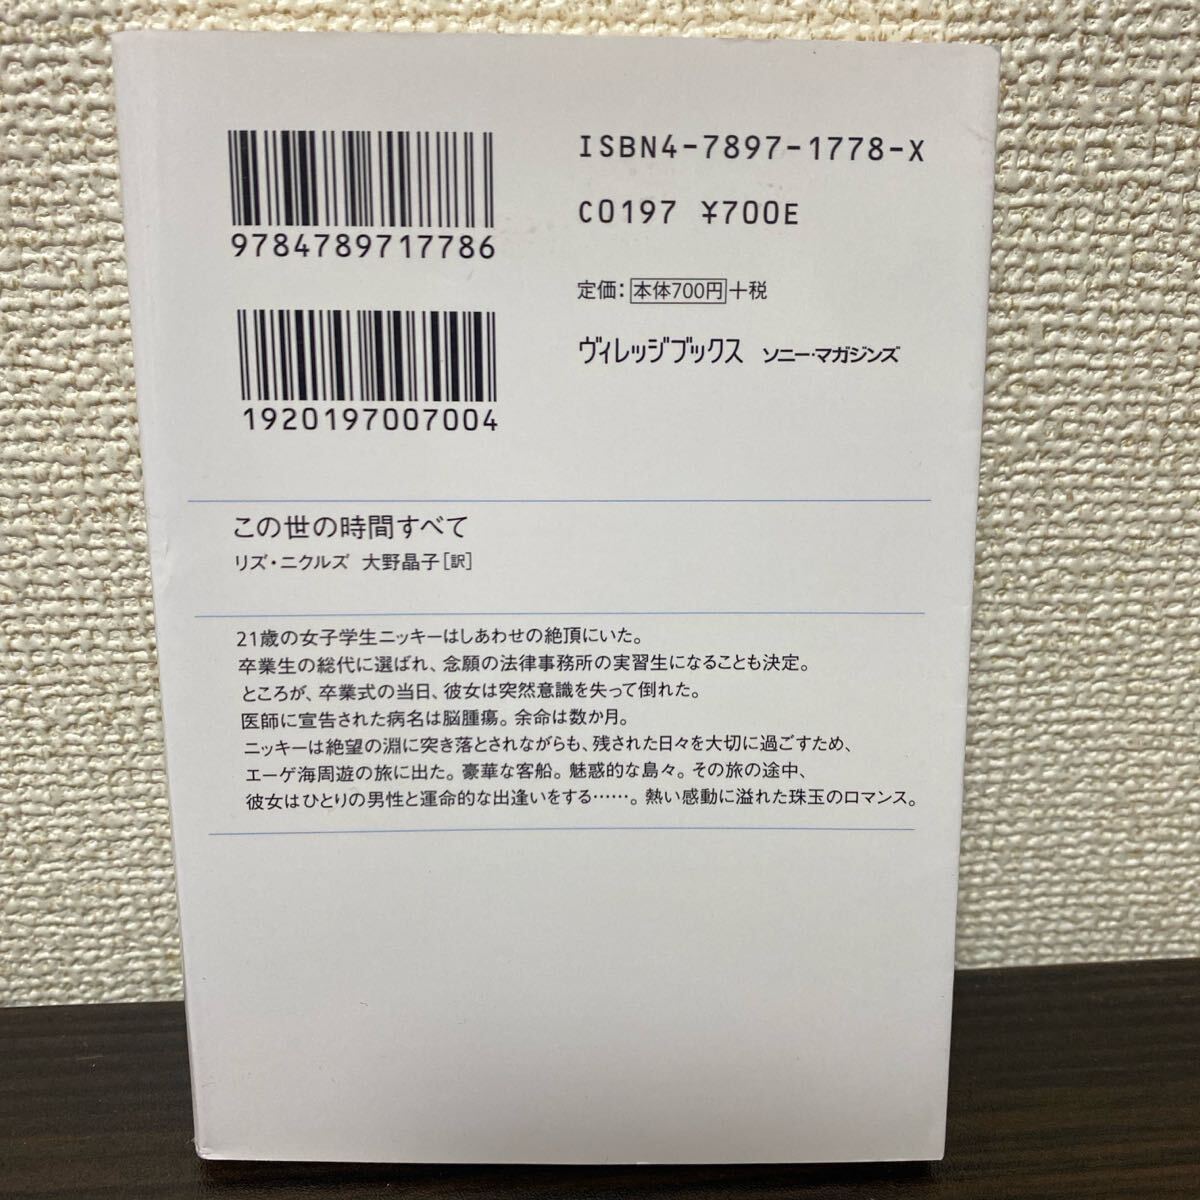 9784789717786
ISBN4-7897-1778-X
C0197 ¥700E
定価：本体700円＋税
1920197007004
ヴィレッジブックス ソニー・マガジンズ
この世の時間すべて
リズ・ニクルズ 大野晶子［訳］
21歳の女子学生ニッキーはしあわせの絶頂にいた。
卒業生の総代に選ばれ、念願の法律事務所の実習生になることも決定。
ところが、卒業式の当日、彼女は突然意識を失って倒れた。
医師に宣告された病名は脳腫瘍。余命は数か月。
ニッキーは絶望の淵に突き落とされながらも、残された日々を大切に過ごすため、
エーゲ海周遊の旅に出た。豪華な客船。魅惑的な島々。その旅の途中、
彼女はひとりの男性と運命的な出逢いをする……。熱い感動に溢れた珠玉のロマンス。